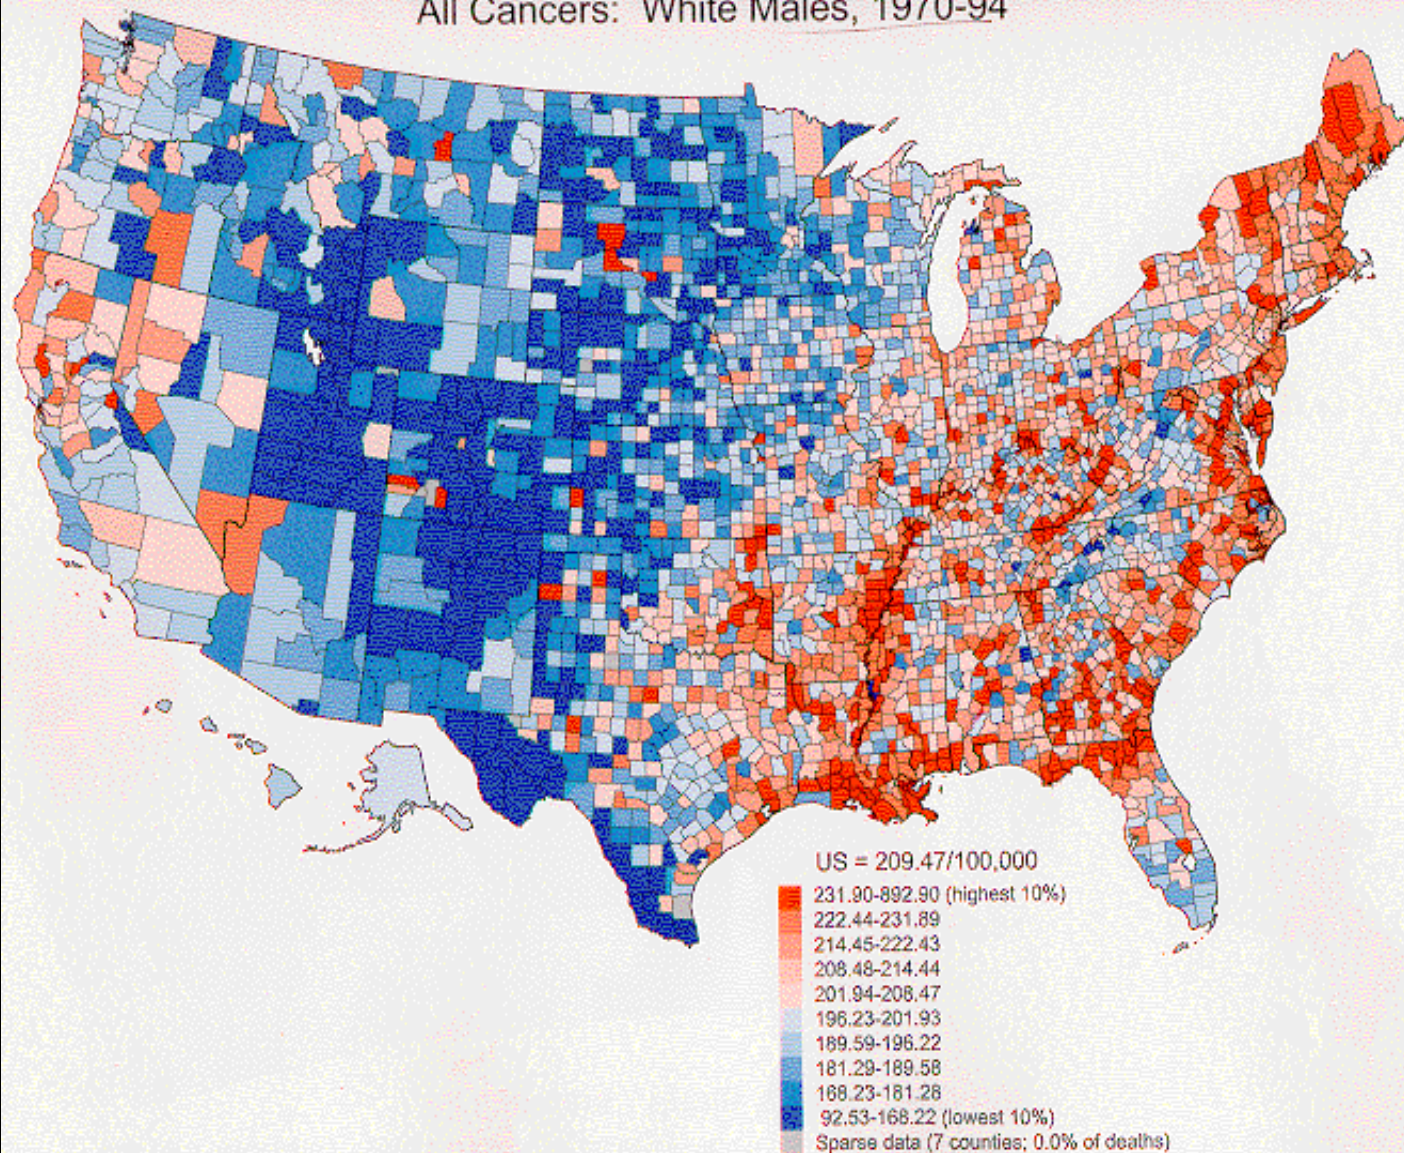 All Cancers: White Males, 1970-94
US = 209.47/100,000
231.90-892.90 (highest 10%)
222.44-231.89
214.45-222.43
208.48-214.44
201.94-208.47
196.23-201.93
189.59-196.22
181.29-189.58
168.23-181.28
92.53-168.22 (lowest 10%)
Sparse data (7 counties; 0.0% of deaths)